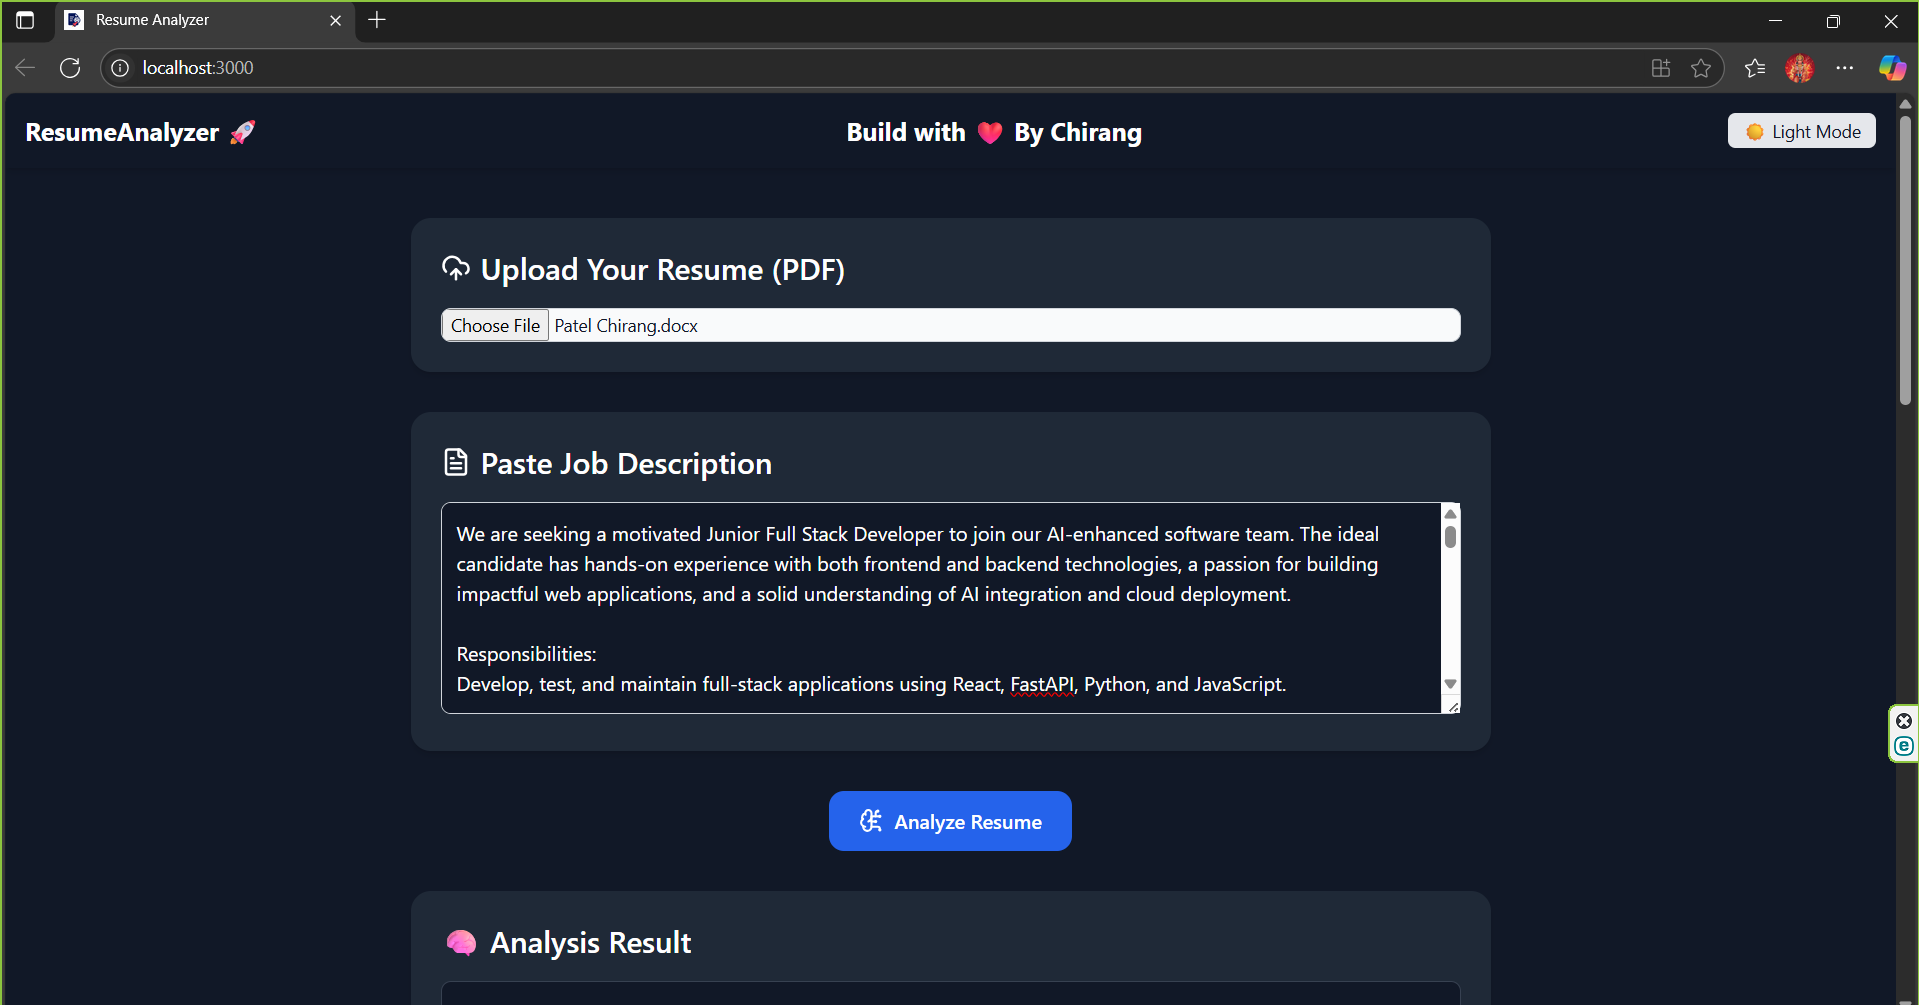 Resume Analyzer
localhost:3000
ResumeAnalyzer 🚀
Build with ❤️ By Chirang
Light Mode
Upload Your Resume (PDF)
Choose File Patel Chirang.docx
Paste Job Description
We are seeking a motivated Junior Full Stack Developer to join our AI-enhanced software team. The ideal
candidate has hands-on experience with both frontend and backend technologies, a passion for building
impactful web applications, and a solid understanding of AI integration and cloud deployment.
Responsibilities:
Develop, test, and maintain full-stack applications using React, FastAPI, Python, and JavaScript.
Analyze Resume
🧠 Analysis Result